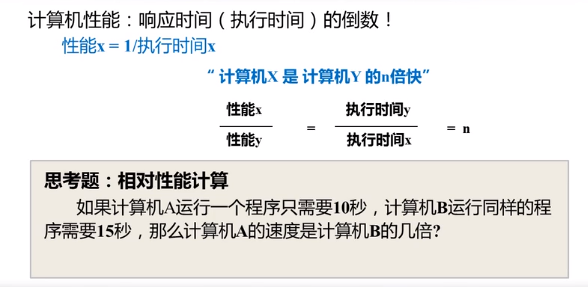 计算机性能：响应时间（执行时间）的倒数！
性能x = 1/执行时间x
“ 计算机X 是 计算机Y 的n倍快”
性能x 执行时间y
= = n
性能y 执行时间x
思考题：相对性能计算
如果计算机A运行一个程序只需要10秒，计算机B运行同样的程
序需要15秒，那么计算机A的速度是计算机B的几倍?